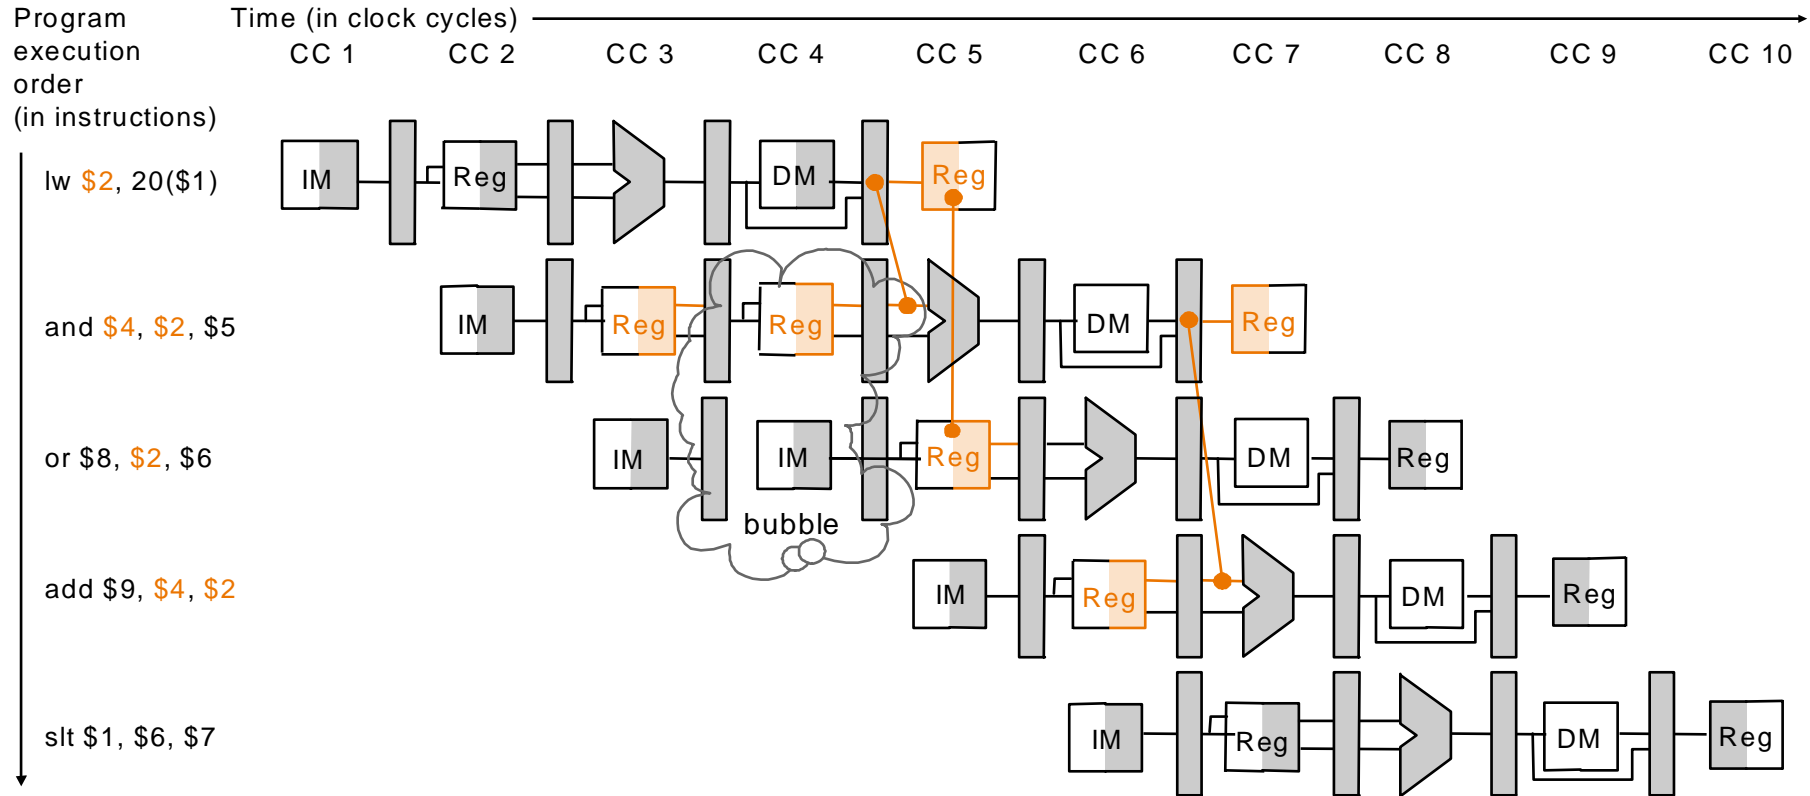 Program
execution
order
(in instructions)
Time (in clock cycles)
CC 1 CC 2 CC 3 CC 4 CC 5 CC 6 CC 7 CC 8 CC 9 CC 10
lw $2, 20($1)
IM Reg DM Reg
and $4, $2, $5
IM Reg Reg DM Reg
or $8, $2, $6
IM IM Reg DM Reg
bubble
add $9, $4, $2
IM Reg DM Reg
slt $1, $6, $7
IM Reg DM Reg